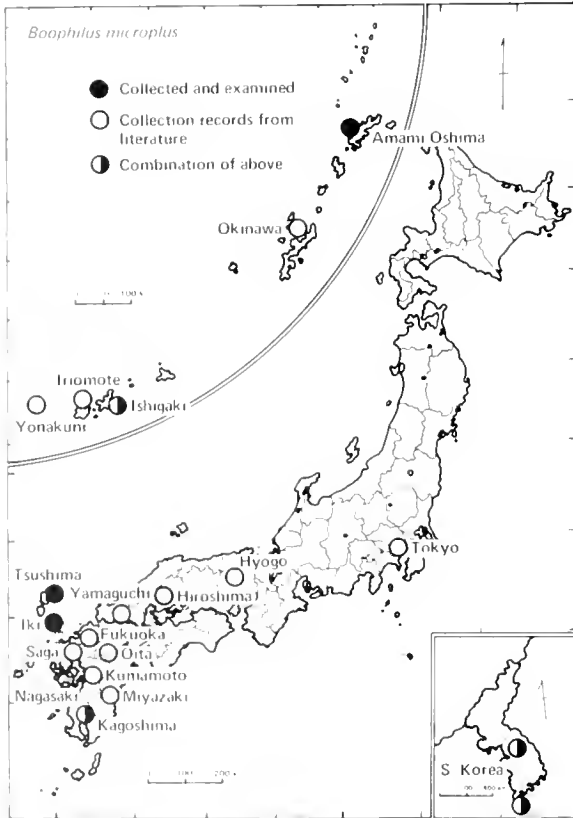 Boophilus microplus
Collected and examined
Collection records from
literature
Combination of above
Amami Oshima
Okinawa
Iriomote
Ishigaki
Yonakuni
Tokyo
Hyogo
Tsushima
Yamaguchi
Hiroshima
Iki
Fukuoka
Saga
Oita
Kumamoto
Nagasaki
Miyazaki
Kagoshima
S Korea